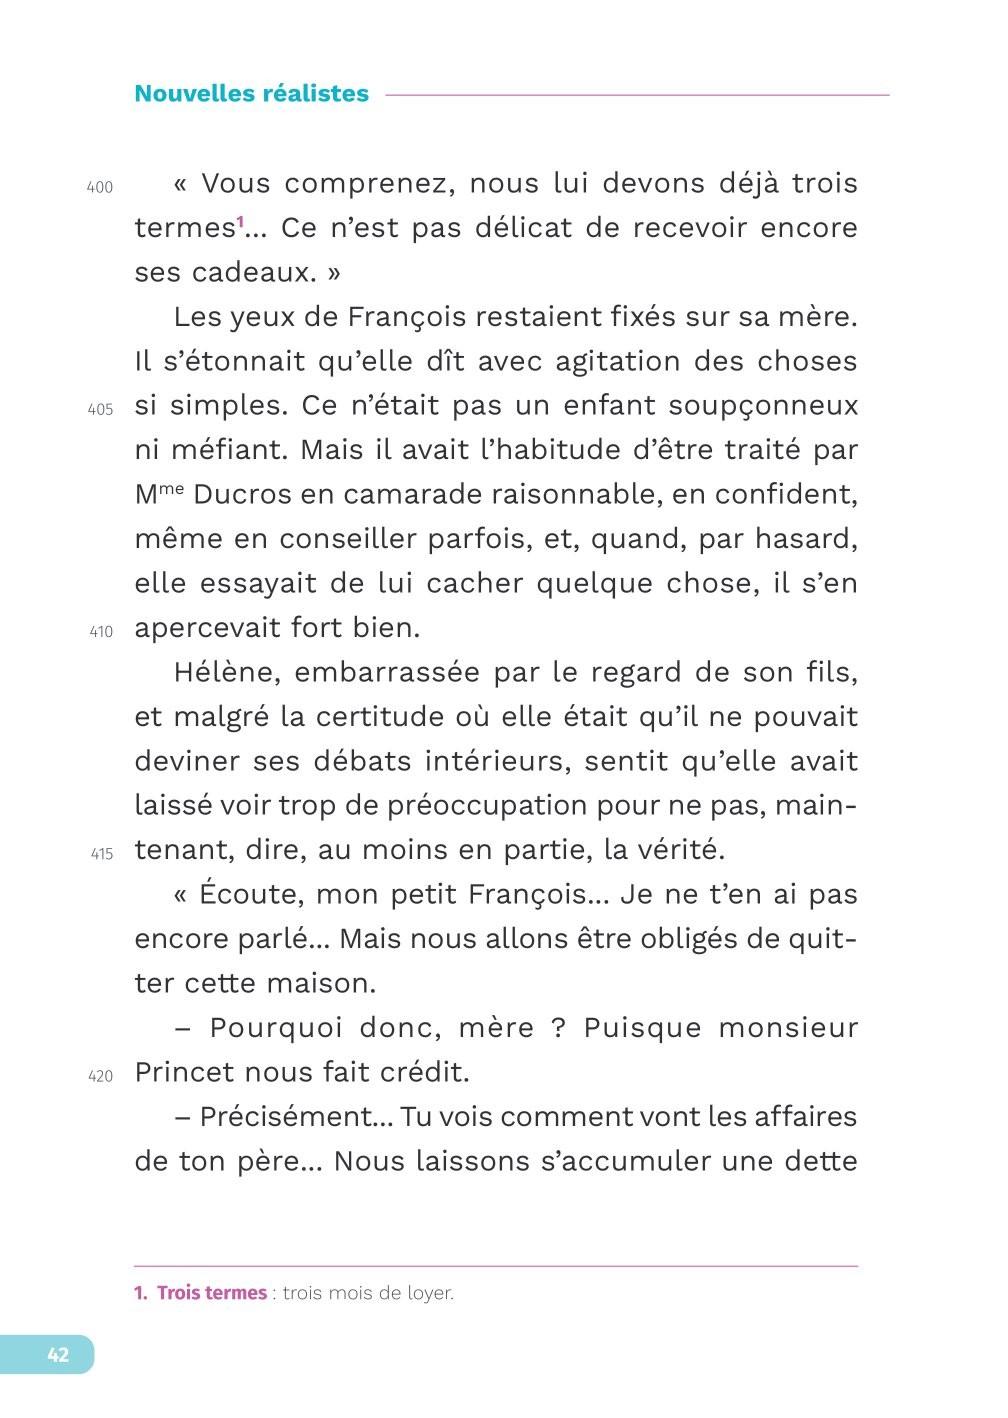 Nouvelles réalistes
400 « Vous comprenez, nous lui devons déjà trois
termes¹... Ce n’est pas délicat de recevoir encore
ses cadeaux. »
Les yeux de François restaient fixés sur sa mère.
Il s’étonnait qu’elle dît avec agitation des choses
405 si simples. Ce n’était pas un enfant soupçonneux
ni méfiant. Mais il avait l’habitude d’être traité par
Mᵐᵉ Ducros en camarade raisonnable, en confident,
même en conseiller parfois, et, quand, par hasard,
elle essayait de lui cacher quelque chose, il s’en
410 apercevait fort bien.
Hélène, embarrassée par le regard de son fils,
et malgré la certitude où elle était qu’il ne pouvait
deviner ses débats intérieurs, sentit qu’elle avait
laissé voir trop de préoccupation pour ne pas, main-
415 tenant, dire, au moins en partie, la vérité.
« Écoute, mon petit François... Je ne t’en ai pas
encore parlé... Mais nous allons être obligés de quit-
ter cette maison.
– Pourquoi donc, mère ? Puisque monsieur
420 Princet nous fait crédit.
– Précisément... Tu vois comment vont les affaires
de ton père... Nous laissons s’accumuler une dette
1. Trois termes : trois mois de loyer.
42